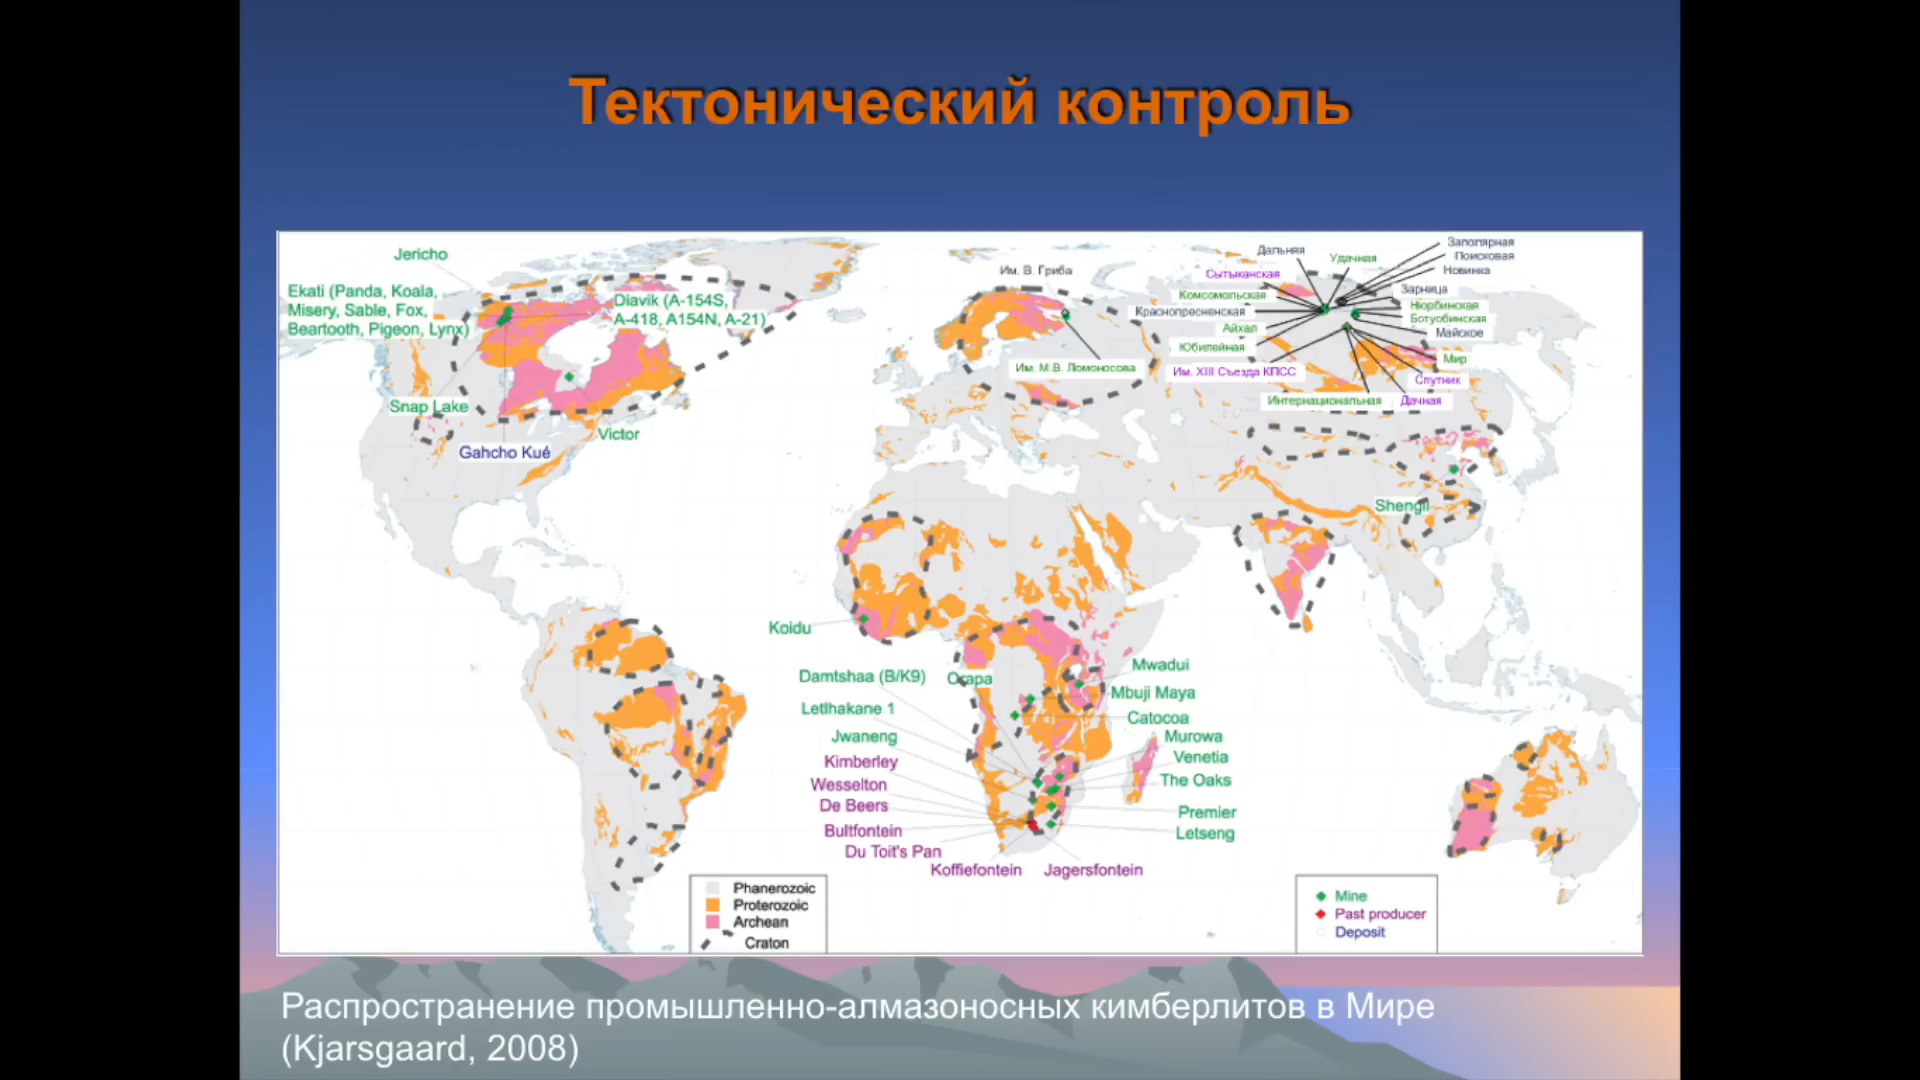 Тектонический контроль
Jericho
Ekati (Panda, Koala,
Misery, Sable, Fox,
Beartooth, Pigeon, Lynx)
Diavik (A-154S,
A-418, A154N, A-21)
Snap Lake
Gahcho Kué
Victor
Им. В. Гриба
Им. М.В. Ломоносова
Дальняя
Удачная
Заполярная
Поисковая
Новинка
Сытыканская
Комсомольская
Зарница
Краснопресненская
Нюрбинская
Ботуобинская
Айхал
Майское
Юбилейная
Мир
Им. XIII Съезда КПСС
Спутник
Интернациональная
Дачная
Shengli
Koidu
Damtshaa (B/K9)
Orapa
Letlhakane 1
Jwaneng
Kimberley
Wesselton
De Beers
Bultfontein
Du Toit's Pan
Koffiefontein
Jagersfontein
Mwadui
Mbuji Maya
Catocoa
Murowa
Venetia
The Oaks
Premier
Letseng
Phanerozoic
Proterozoic
Archean
Craton
Mine
Past producer
Deposit
Распространение промышленно-алмазоносных кимберлитов в Мире
(Kjarsgaard, 2008)